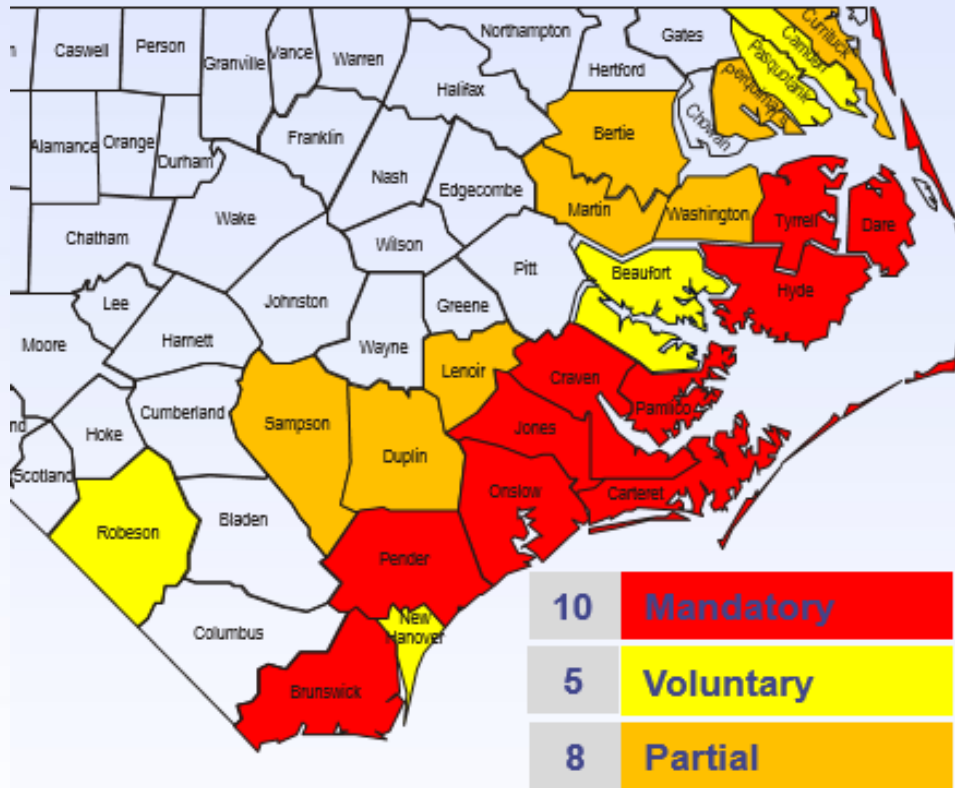 Northampton
Gates
Currituck
Camden
Pasquotank
Caswell
Person
Vance
Warren
Granville
Hertford
Halifax
Perquimans
Chowan
Alamance
Orange
Durham
Franklin
Bertie
Nash
Edgecombe
Wake
Martin
Washington
Tyrrell
Dare
Chatham
Wilson
Pitt
Beaufort
Hyde
Lee
Johnston
Greene
Moore
Harnett
Wayne
Lenoir
Craven
Pamlico
Cumberland
Sampson
Hoke
Jones
Duplin
Scotland
Onslow
Carteret
Robeson
Bladen
Pender
New
Hanover
Columbus
Brunswick
10 Mandatory
5 Voluntary
8 Partial